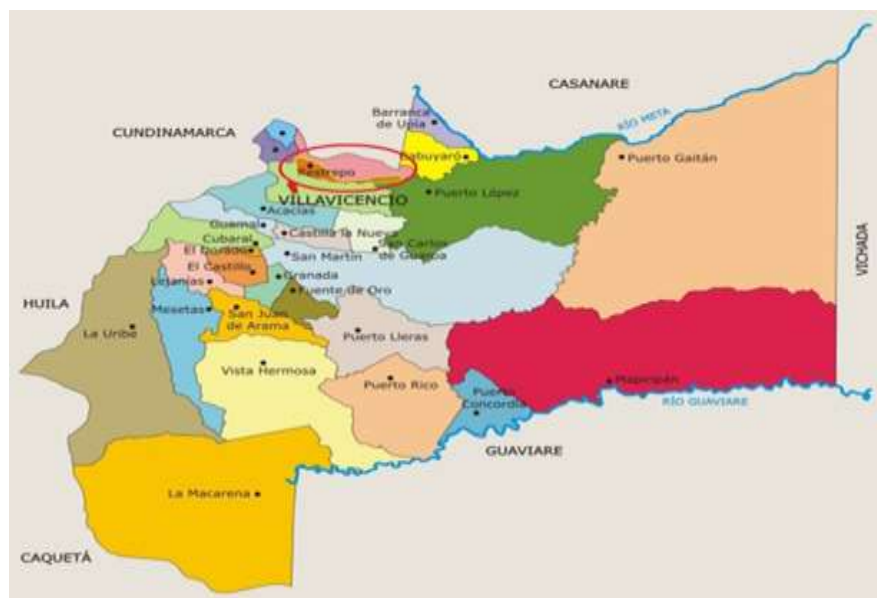 CASANARE
Barranca
de Upía
RÍO META
CUNDINAMARCA
Cabuyaró
Puerto Gaitán
Restrepo
Puerto López
VILLAVICENCIO
Acacías
Guamal
Castilla la Nueva
Cubaral
San Carlos
de Guaroa
El Dorado
San Martín
VICHADA
El Castillo
Granada
Lejanías
Fuente de Oro
HUILA
Mesetas
San Juan
de Arama
La Uribe
Puerto Lleras
Vista Hermosa
Puerto Rico
Puerto
Concordia
Mapiripán
RÍO GUAVIARE
GUAVIARE
La Macarena
CAQUETÁ